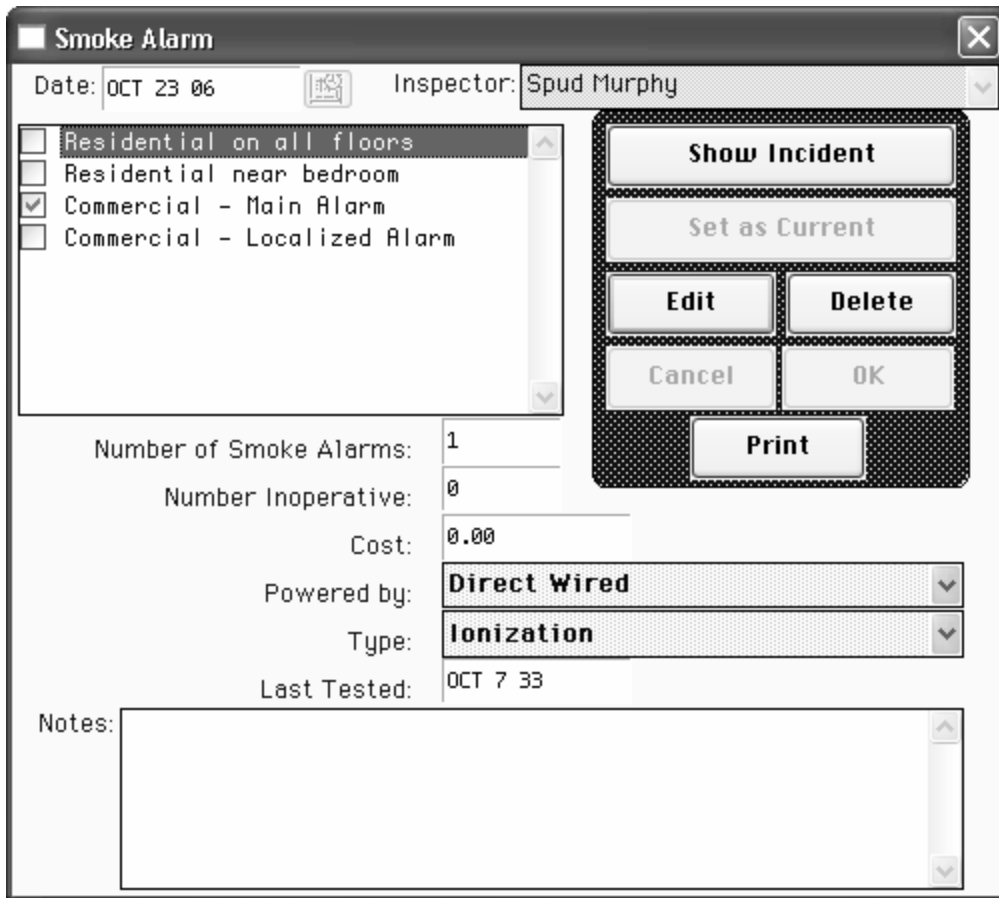 Smoke Alarm
Date: OCT 23 06 Inspector: Spud Murphy
Residential on all floors
Residential near bedroom
Commercial - Main Alarm
Commercial - Localized Alarm
Show Incident
Set as Current
Edit Delete
Cancel OK
Print
Number of Smoke Alarms: 1
Number Inoperative: 0
Cost: 0.00
Powered by: Direct Wired
Type: Ionization
Last Tested: OCT 7 33
Notes: